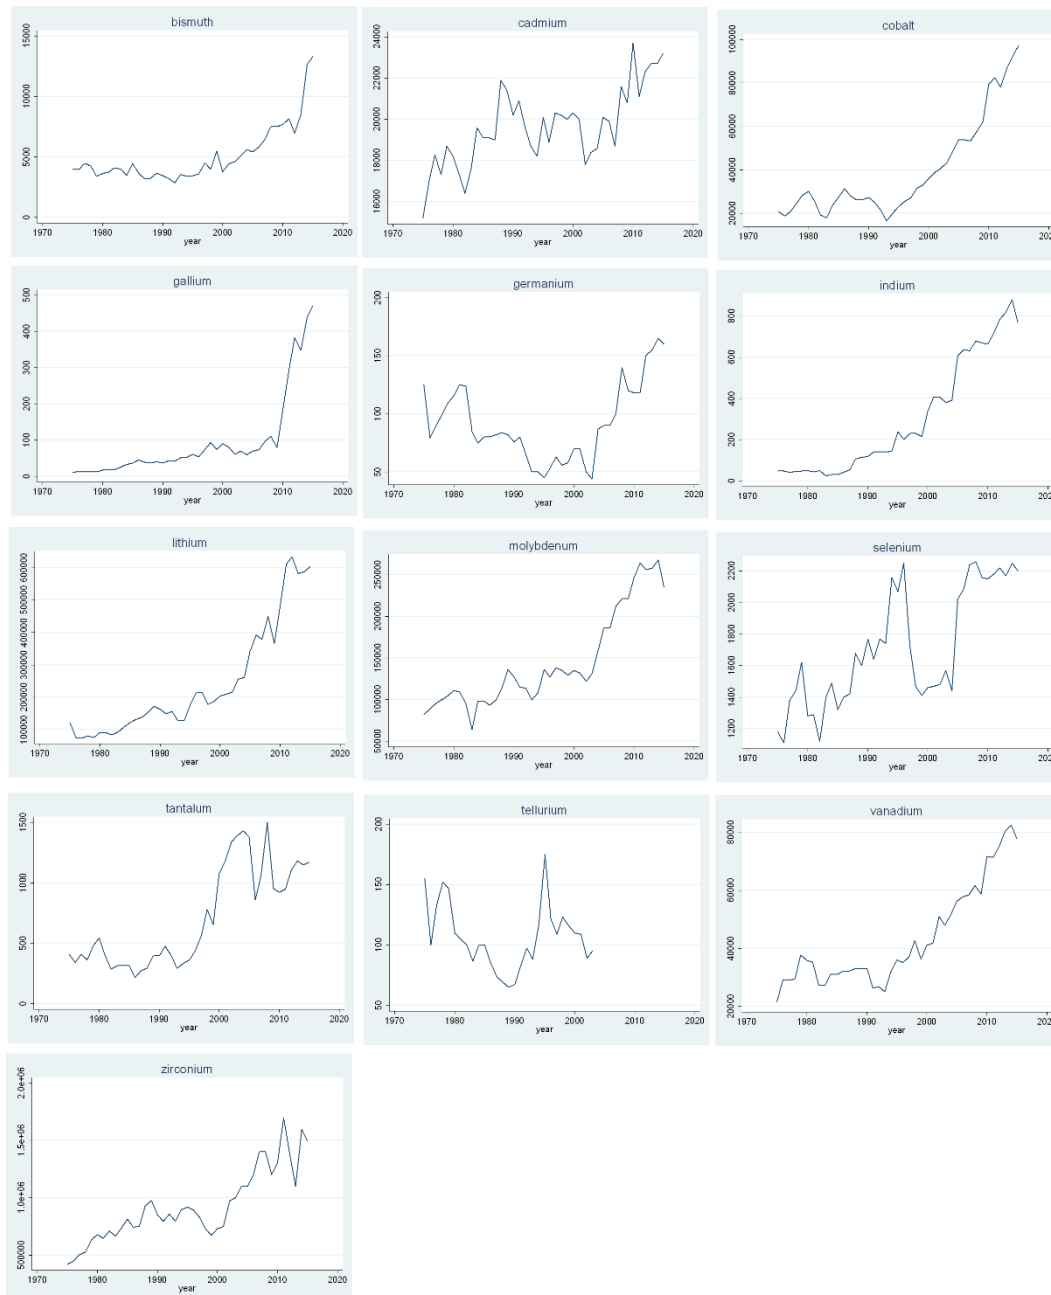 bismuth
15000
10000
5000
0
1970 1980 1990 2000 2010 2020
year
cadmium
24000
22000
20000
18000
16000
1970 1980 1990 2000 2010 2020
year
cobalt
100000
80000
60000
40000
20000
1970 1980 1990 2000 2010 2020
year
gallium
500
400
300
200
100
0
1970 1980 1990 2000 2010 2020
year
germanium
200
150
100
50
1970 1980 1990 2000 2010 2020
year
indium
800
600
400
200
0
1970 1980 1990 2000 2010 2020
year
lithium
600000
500000
400000
300000
200000
100000
1970 1980 1990 2000 2010 2020
year
molybdenum
250000
200000
150000
100000
50000
1970 1980 1990 2000 2010 2020
year
selenium
2200
2000
1800
1600
1400
1200
1970 1980 1990 2000 2010 2020
year
tantalum
1500
1000
500
0
1970 1980 1990 2000 2010 2020
year
tellurium
200
150
100
50
1970 1980 1990 2000 2010 2020
year
vanadium
80000
60000
40000
20000
1970 1980 1990 2000 2010 2020
year
zirconium
2.0e+06
1.5e+06
1.0e+06
500000
1970 1980 1990 2000 2010 2020
year